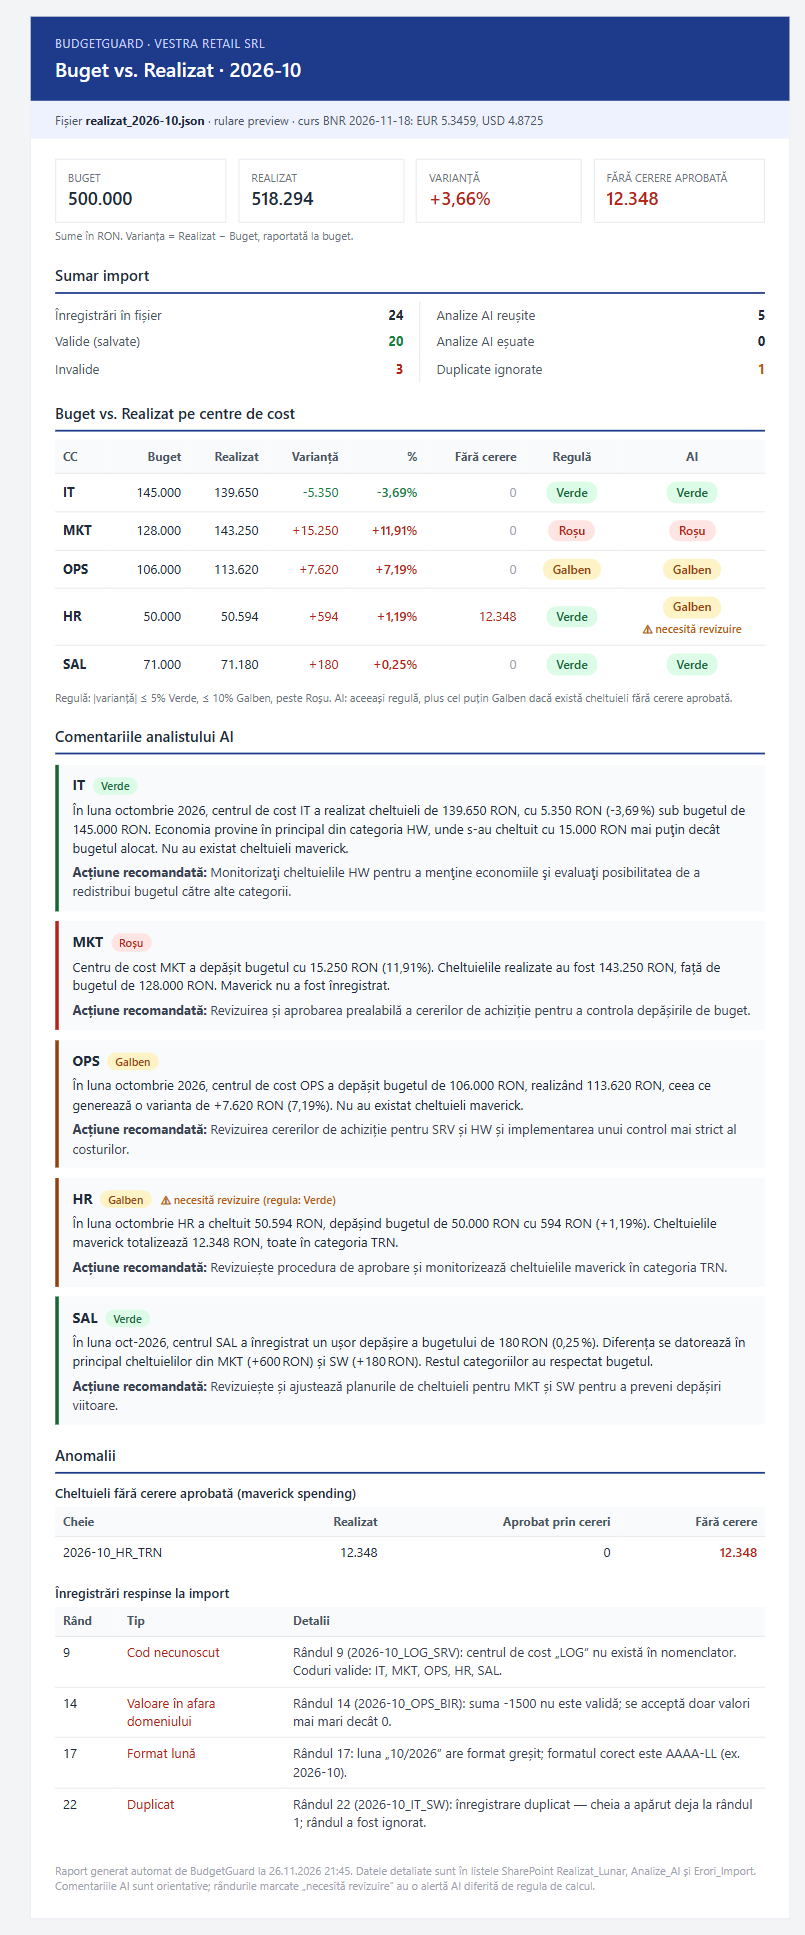 BUDGETGUARD · VESTRA RETAIL SRL
Buget vs. Realizat · 2026-10
Fișier realizat_2026-10.json · rulare preview · curs BNR 2026-11-18: EUR 5.3459, USD 4.8725
BUGET
500.000
REALIZAT
518.294
VARIANȚĂ
+3,66%
FĂRĂ CERERE APROBATĂ
12.348
Sume în RON. Varianța = Realizat − Buget, raportată la buget.
Sumar import
Înregistrări în fișier 24
Valide (salvate) 20
Invalide 3
Analize AI reușite 5
Analize AI eșuate 0
Duplicate ignorate 1
Buget vs. Realizat pe centre de cost
CC Buget Realizat Varianță % Fără cerere Regulă AI
IT 145.000 139.650 -5.350 -3,69% 0 Verde Verde
MKT 128.000 143.250 +15.250 +11,91% 0 Roșu Roșu
OPS 106.000 113.620 +7.620 +7,19% 0 Galben Galben
HR 50.000 50.594 +594 +1,19% 12.348 Verde Galben
⚠ necesită revizuire
SAL 71.000 71.180 +180 +0,25% 0 Verde Verde
Regulă: |varianță| ≤ 5% Verde, ≤ 10% Galben, peste Roșu. AI: aceeași regulă, plus cel puțin Galben dacă există cheltuieli fără cerere aprobată.
Comentariile analistului AI
IT Verde
În luna octombrie 2026, centrul de cost IT a realizat cheltuieli de 139.650 RON, cu 5.350 RON (-3,69 %) sub bugetul de
145.000 RON. Economia provine în principal din categoria HW, unde s-au cheltuit cu 15.000 RON mai puțin decât
bugetul alocat. Nu au existat cheltuieli maverick.
Acțiune recomandată: Monitorizați cheltuielile HW pentru a menține economiile și evaluați posibilitatea de a
redistribui bugetul către alte categorii.
MKT Roșu
Centru de cost MKT a depășit bugetul cu 15.250 RON (11,91%). Cheltuielile realizate au fost 143.250 RON, față de
bugetul de 128.000 RON. Maverick nu a fost înregistrat.
Acțiune recomandată: Revizuirea și aprobarea prealabilă a cererilor de achiziție pentru a controla depășirile de buget.
OPS Galben
În luna octombrie 2026, centrul de cost OPS a depășit bugetul de 106.000 RON, realizând 113.620 RON, ceea ce
generează o varianta de +7.620 RON (7,19%). Nu au existat cheltuieli maverick.
Acțiune recomandată: Revizuirea cererilor de achiziție pentru SRV și HW și implementarea unui control mai strict al
costurilor.
HR Galben ⚠ necesită revizuire (regula: Verde)
În luna octombrie HR a cheltuit 50.594 RON, depășind bugetul de 50.000 RON cu 594 RON (+1,19%). Cheltuielile
maverick totalizează 12.348 RON, toate în categoria TRN.
Acțiune recomandată: Revizuiește procedura de aprobare și monitorizează cheltuielile maverick în categoria TRN.
SAL Verde
În luna oct-2026, centrul SAL a înregistrat un ușor depășire a bugetului de 180 RON (0,25 %). Diferența se datorează în
principal cheltuielilor din MKT (+600 RON) și SW (+180 RON). Restul categoriilor au respectat bugetul.
Acțiune recomandată: Revizuiește și ajustează planurile de cheltuieli pentru MKT și SW pentru a preveni depășiri
viitoare.
Anomalii
Cheltuieli fără cerere aprobată (maverick spending)
Cheie Realizat Aprobat prin cereri Fără cerere
2026-10_HR_TRN 12.348 0 12.348
Înregistrări respinse la import
Rând Tip Detalii
9 Cod necunoscut Rândul 9 (2026-10_LOG_SRV): centrul de cost „LOG” nu există în nomenclator.
Coduri valide: IT, MKT, OPS, HR, SAL.
14 Valoare în afara domeniului Rândul 14 (2026-10_OPS_BIR): suma -1500 nu este validă; se acceptă doar valori
mai mari decât 0.
17 Format lună Rândul 17: luna „10/2026” are format greșit; formatul corect este AAAA-LL (ex.
2026-10).
22 Duplicat Rândul 22 (2026-10_IT_SW): înregistrare duplicat — cheia a apărut deja la rândul
1; rândul a fost ignorat.
Raport generat automat de BudgetGuard la 26.11.2026 21:45. Datele detaliate sunt în listele SharePoint Realizat_Lunar, Analize_AI și Erori_Import.
Comentariile AI sunt orientative; rândurile marcate „necesită revizuire” au o alertă AI diferită de regula de calcul.